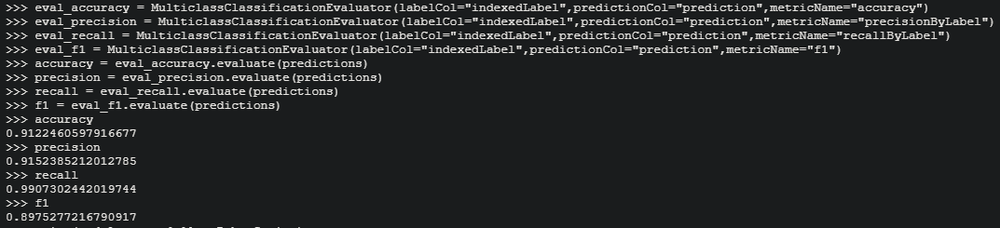 >>> eval_accuracy = MulticlassClassificationEvaluator(labelCol="indexedLabel",predictionCol="prediction",metricName="accuracy")
>>> eval_precision = MulticlassClassificationEvaluator(labelCol="indexedLabel",predictionCol="prediction",metricName="precisionByLabel")
>>> eval_recall = MulticlassClassificationEvaluator(labelCol="indexedLabel",predictionCol="prediction",metricName="recallByLabel")
>>> eval_f1 = MulticlassClassificationEvaluator(labelCol="indexedLabel",predictionCol="prediction",metricName="f1")
>>> accuracy = eval_accuracy.evaluate(predictions)
>>> precision = eval_precision.evaluate(predictions)
>>> recall = eval_recall.evaluate(predictions)
>>> f1 = eval_f1.evaluate(predictions)
>>> accuracy
0.9122460597916677
>>> precision
0.9152385212012785
>>> recall
0.9907302442019744
>>> f1
0.8975277216790917